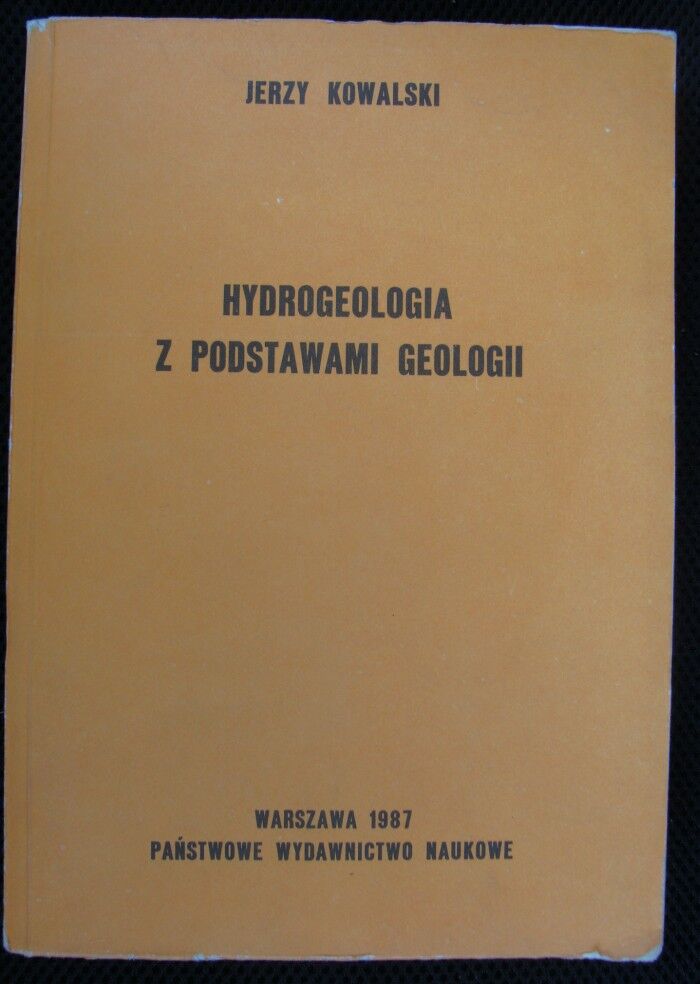 JERZY KOWALSKI
HYDROGEOLOGIA
Z PODSTAWAMI GEOLOGII
WARSZAWA 1987
PAŃSTWOWE WYDAWNICTWO NAUKOWE